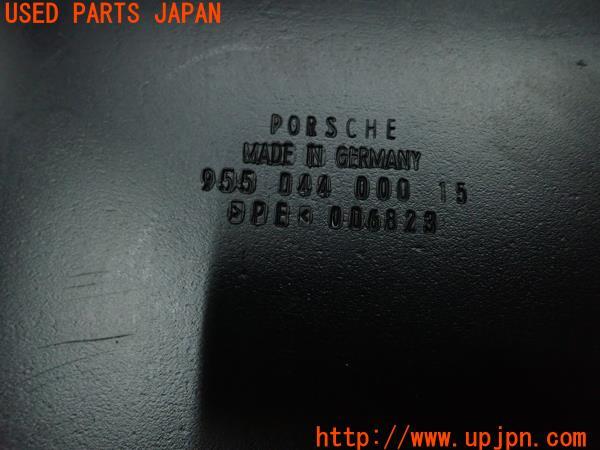 USED PARTS JAPAN
PORSCHE
MADE IN GERMANY
955 044 000 15
>PE< 006823
http://www.upjpn.com